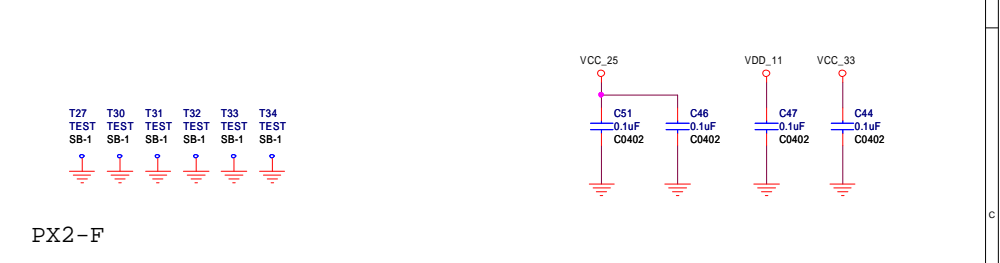 VCC_25 VDD_11 VCC_33
T27 T30 T31 T32 T33 T34 C51 C46 C47 C44
TEST TEST TEST TEST TEST TEST 0.1uF 0.1uF 0.1uF 0.1uF
SB-1 SB-1 SB-1 SB-1 SB-1 SB-1 C0402 C0402 C0402 C0402
C
PX2-F